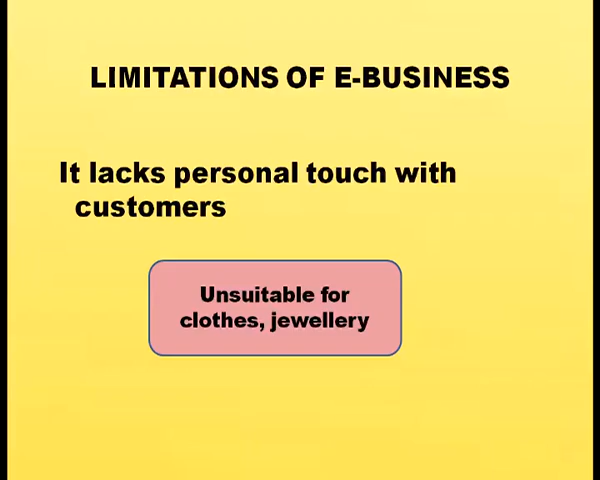 LIMITATIONS OF E-BUSINESS
It lacks personal touch with
customers
Unsuitable for
clothes, jewellery